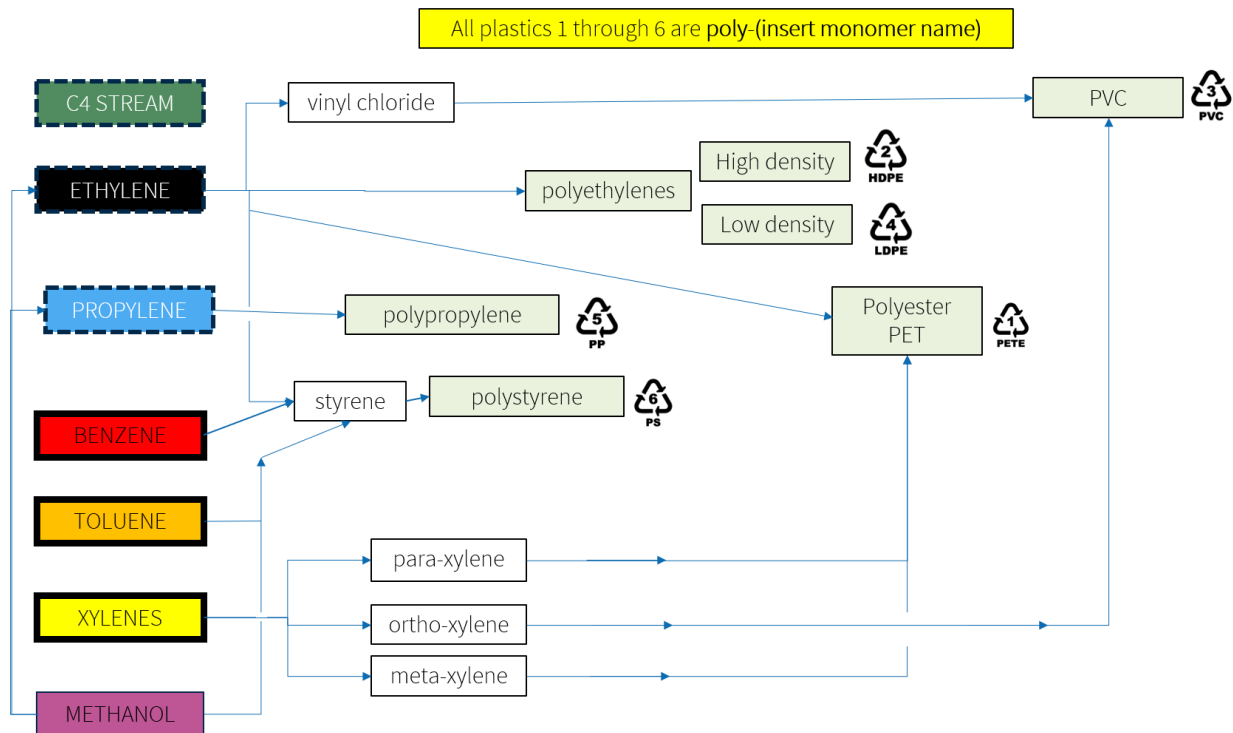 All plastics 1 through 6 are poly-(insert monomer name)
C4 STREAM
vinyl chloride
PVC
3
PVC
ETHYLENE
polyethylenes
High density
2
HDPE
Low density
4
LDPE
PROPYLENE
polypropylene
5
PP
Polyester
PET
1
PETE
styrene
polystyrene
6
PS
BENZENE
TOLUENE
para-xylene
XYLENES
ortho-xylene
meta-xylene
METHANOL